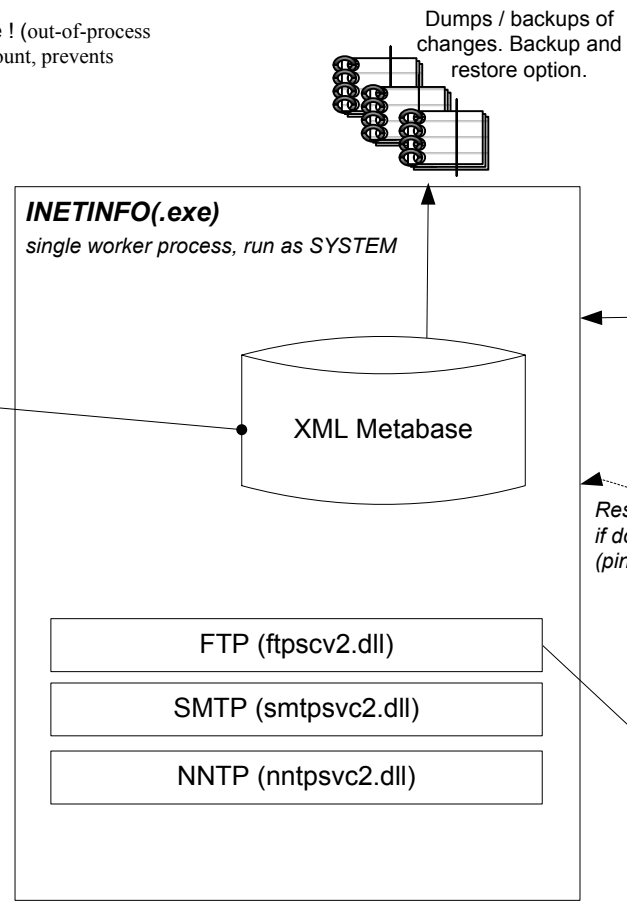 ! (out-of-process
ount, prevents
Dumps / backups of
changes. Backup and
restore option.
INETINFO(.exe)
single worker process, run as SYSTEM
XML Metabase
Res
if do
(pin
FTP (ftpscv2.dll)
SMTP (smtpsvc2.dll)
NNTP (nntpsvc2.dll)